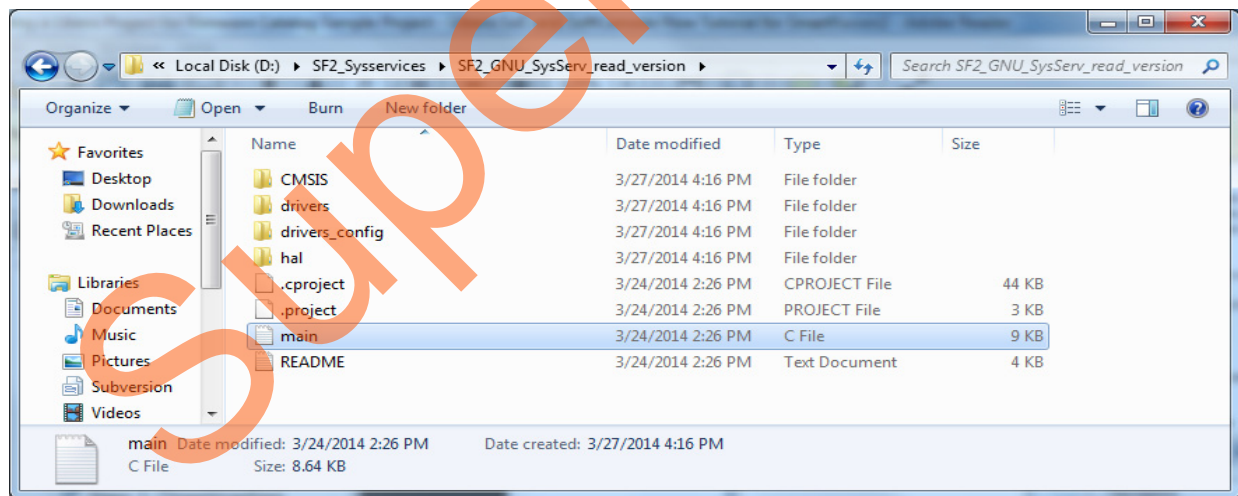 « Local Disk (D:) ▸ SF2_Sysservices ▸ SF2_GNU_SysServ_read_version ▸
Search SF2_GNU_SysServ_read_version
Organize Open Burn New folder
Name Date modified Type Size
Favorites
Desktop
Downloads
Recent Places
Libraries
Documents
Music
Pictures
Subversion
Videos
CMSIS 3/27/2014 4:16 PM File folder
drivers 3/27/2014 4:16 PM File folder
drivers_config 3/27/2014 4:16 PM File folder
hal 3/27/2014 4:16 PM File folder
.cproject 3/24/2014 2:26 PM CPROJECT File 44 KB
.project 3/24/2014 2:26 PM PROJECT File 3 KB
main 3/24/2014 2:26 PM C File 9 KB
README 3/24/2014 2:26 PM Text Document 4 KB
main Date modified: 3/24/2014 2:26 PM Date created: 3/27/2014 4:16 PM
C File Size: 8.64 KB
Super